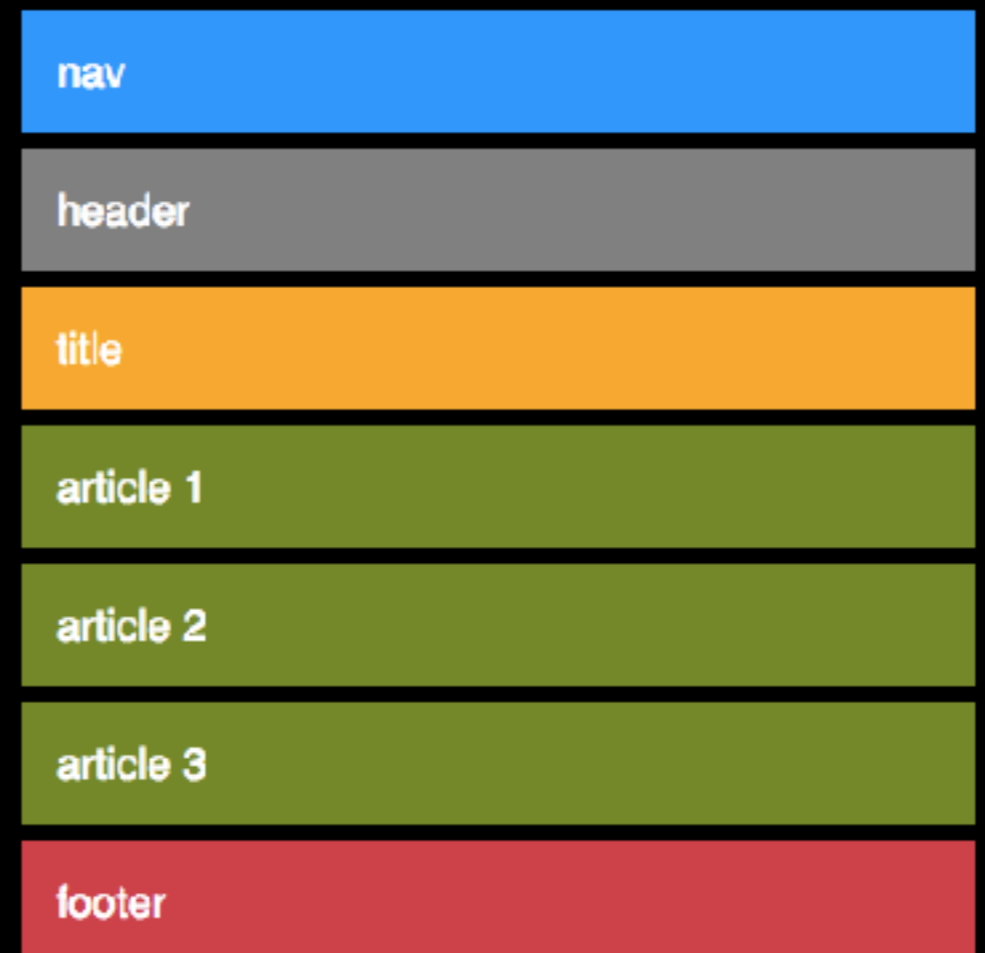 nav
header
title
article 1
article 2
article 3
footer